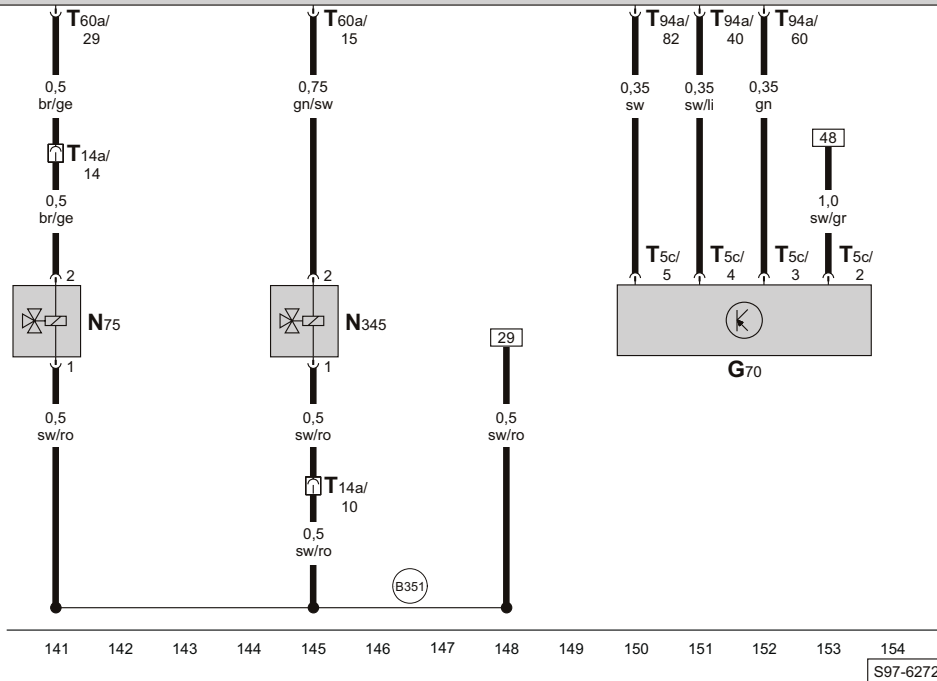 T60a/ T60a/ T94a/ T94a/ T94a/
29 15 82 40 60
0,5 0,75 0,35 0,35 0,35
br/ge gn/sw sw sw/li gn
48
T14a/
14
0,5 1,0
br/ge sw/gr
T5c/ T5c/ T5c/ T5c/
2 2 5 4 3 2
N75 N345
29
1 1 G70
0,5 0,5 0,5
sw/ro sw/ro sw/ro
T14a/
10
0,5
sw/ro
B351
141 142 143 144 145 146 147 148 149 150 151 152 153 154
S97-6272